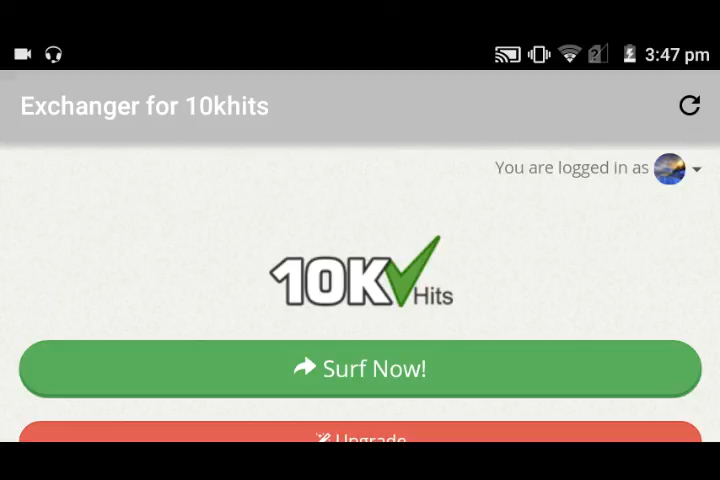 3:47 pm
Exchanger for 10khits
You are logged in as
10K Hits
Surf Now!
Upgrade